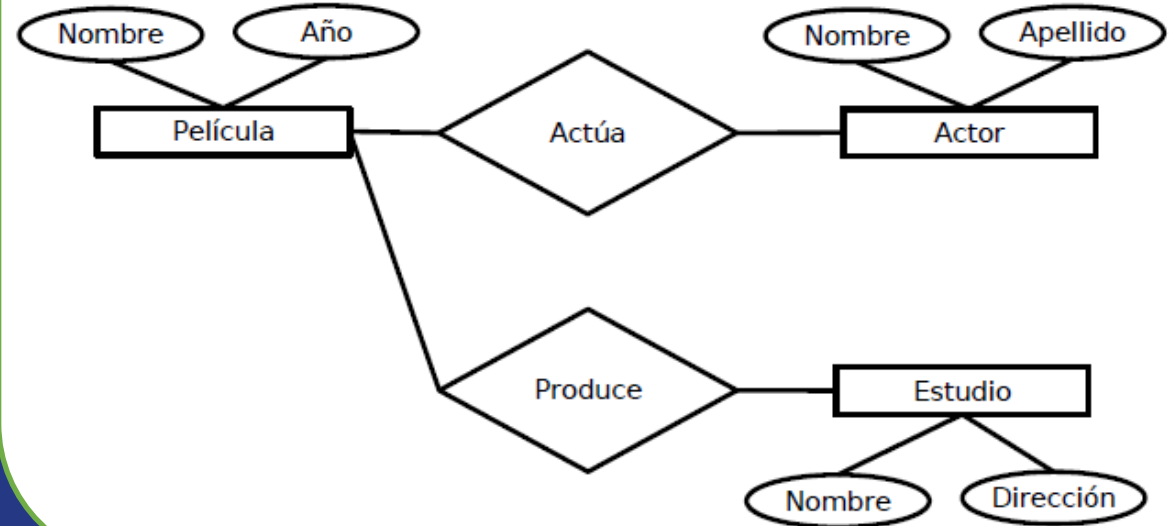 Nombre
Año
Nombre
Apellido
Película
Actúa
Actor
Produce
Estudio
Nombre
Dirección